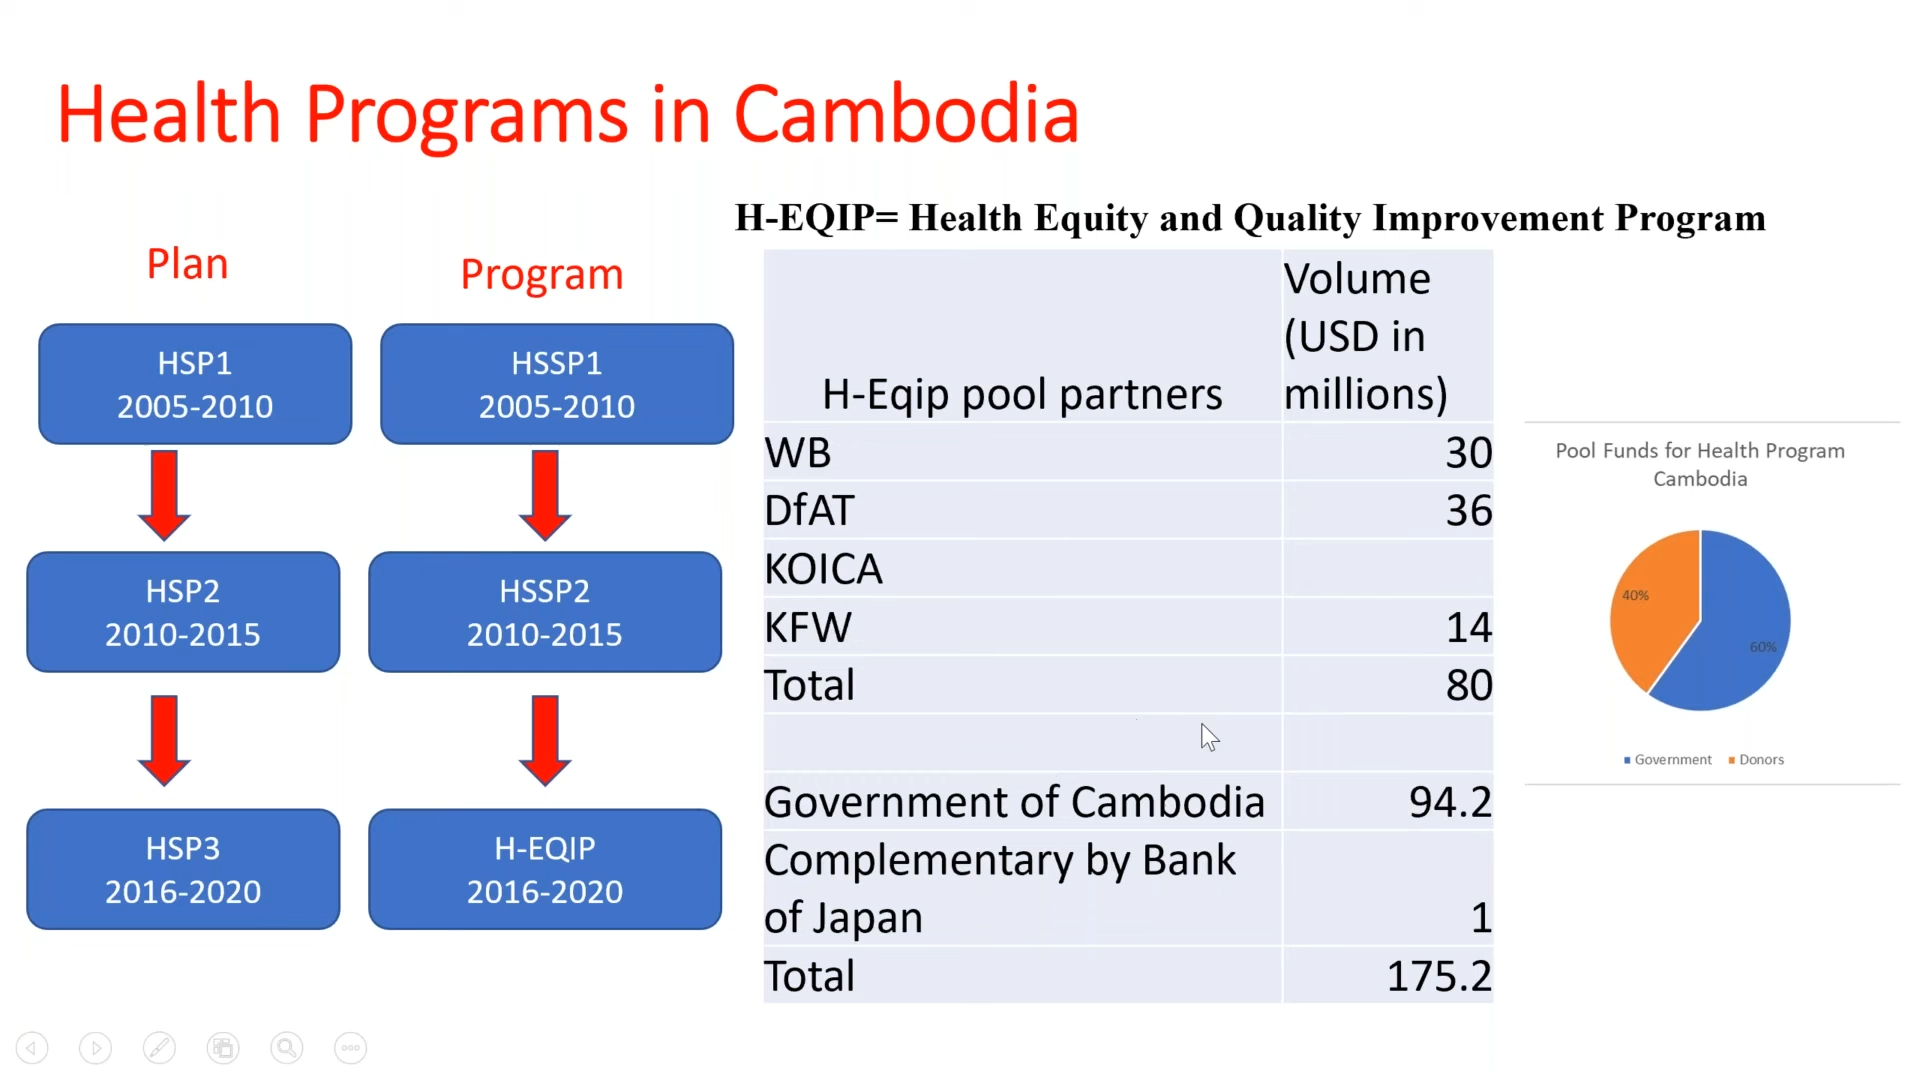 Health Programs in Cambodia
Plan
HSP1
2005-2010
HSP2
2010-2015
HSP3
2016-2020
Program
HSSP1
2005-2010
HSSP2
2010-2015
H-EQIP
2016-2020
H-EQIP= Health Equity and Quality Improvement Program
H-Eqip pool partners
Volume
(USD in
millions)
WB 30
DfAT 36
KOICA
KFW 14
Total 80
Government of Cambodia 94.2
Complementary by Bank
of Japan 1
Total 175.2
Pool Funds for Health Program
Cambodia
40%
60%
Government Donors